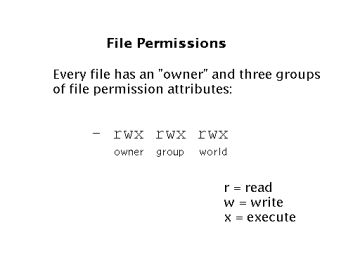 File Permissions
Every file has an "owner" and three groups
of file permission attributes:
- rwx rwx rwx
owner group world
r = read
w = write
x = execute